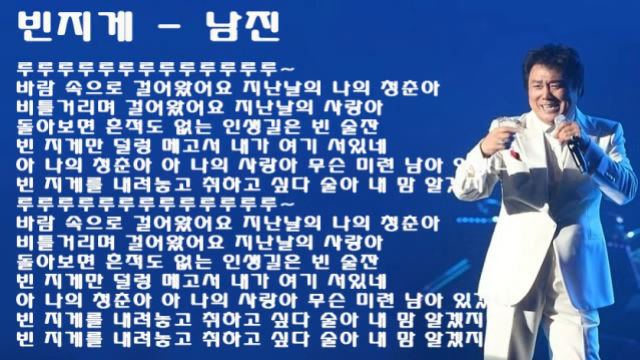 빈지게 - 남진
루루루루루루루루루루루루루~
바람 속으로 걸어왔어요 지난날의 나의 청춘아
비틀거리며 걸어왔어요 지난날의 사랑아
돌아보면 흔적도 없는 인생길은 빈 술잔
빈 지게만 덜렁 메고서 내가 여기 서있네
아 나의 청춘아 아 나의 사랑아 무슨 미련 남아
빈 지게를 내려놓고 취하고 싶다 술아 내 맘 알겠지
루루루루루루루루루루루루루~
바람 속으로 걸어왔어요 지난날의 나의 청춘아
비틀거리며 걸어왔어요 지난날의 사랑아
돌아보면 흔적도 없는 인생길은 빈 술잔
빈 지게만 덜렁 메고서 내가 여기 서있네
아 나의 청춘아 아 나의 사랑아 무슨 미련 남아
빈 지게를 내려놓고 취하고 싶다 술아 내 맘 알겠지
빈 지게를 내려놓고 취하고 싶다 술아 내 맘 알겠지